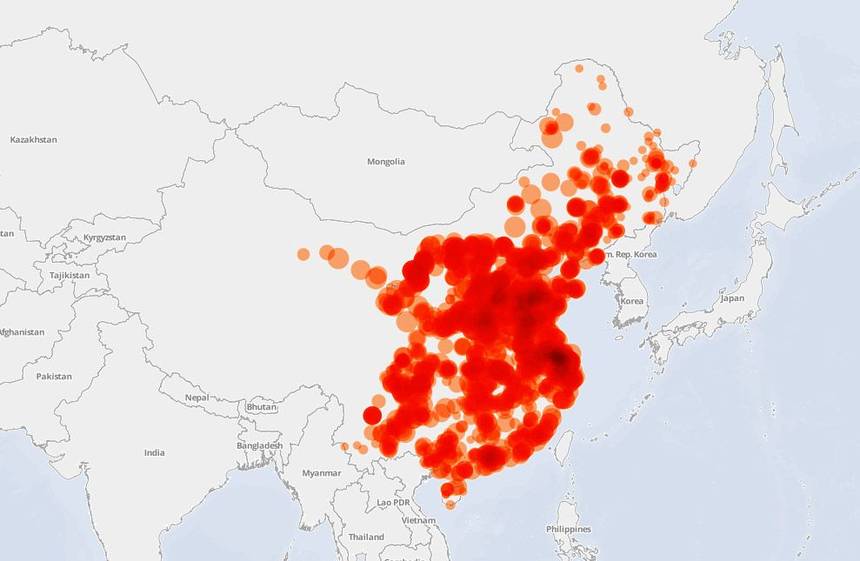 Kazakhstan
Mongolia
tan
Kyrgyzstan
Tajikistan
m. Rep. Korea
Japan
Korea
Afghanistan
Pakistan
Nepal
Bhutan
Bangladesh
India
Myanmar
Lao PDR
Vietnam
Philippines
Thailand